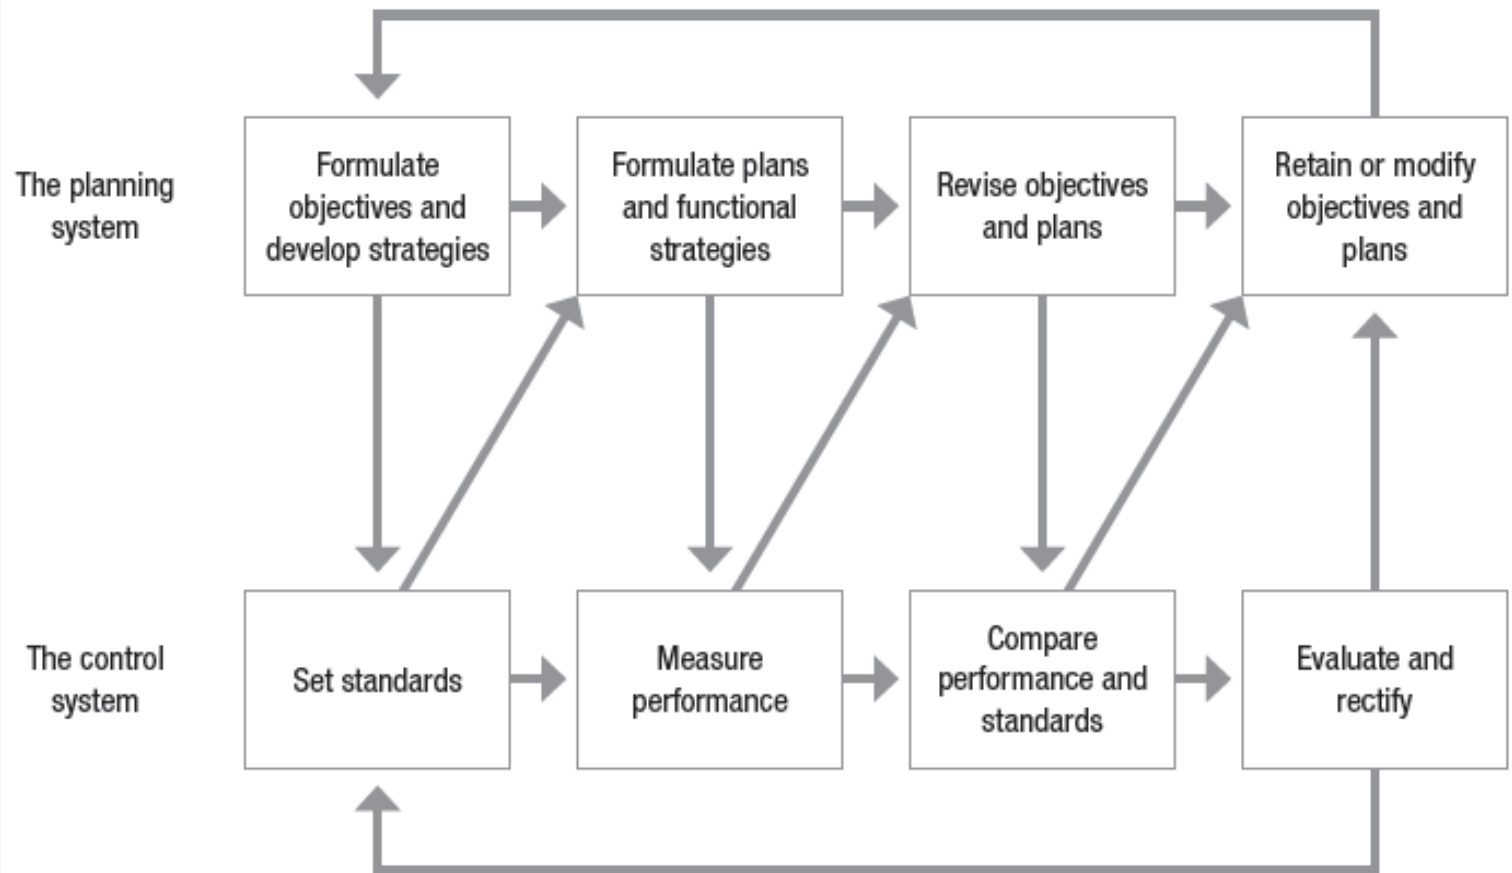 The planning
system
Formulate
objectives and
develop strategies
Formulate plans
and functional
strategies
Revise objectives
and plans
Retain or modify
objectives and
plans
The control
system
Set standards
Measure
performance
Compare
performance and
standards
Evaluate and
rectify